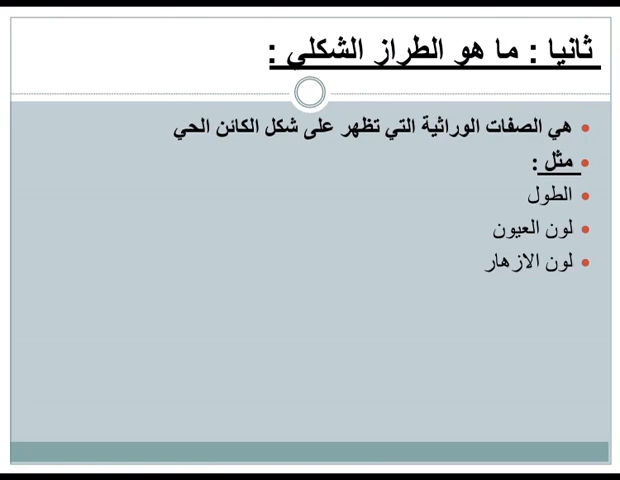 ثانيا : ما هو الطراز الشكلي :
هي الصفات الوراثية التي تظهر على شكل الكائن الحي
مثل :
الطول
لون العيون
لون الازهار